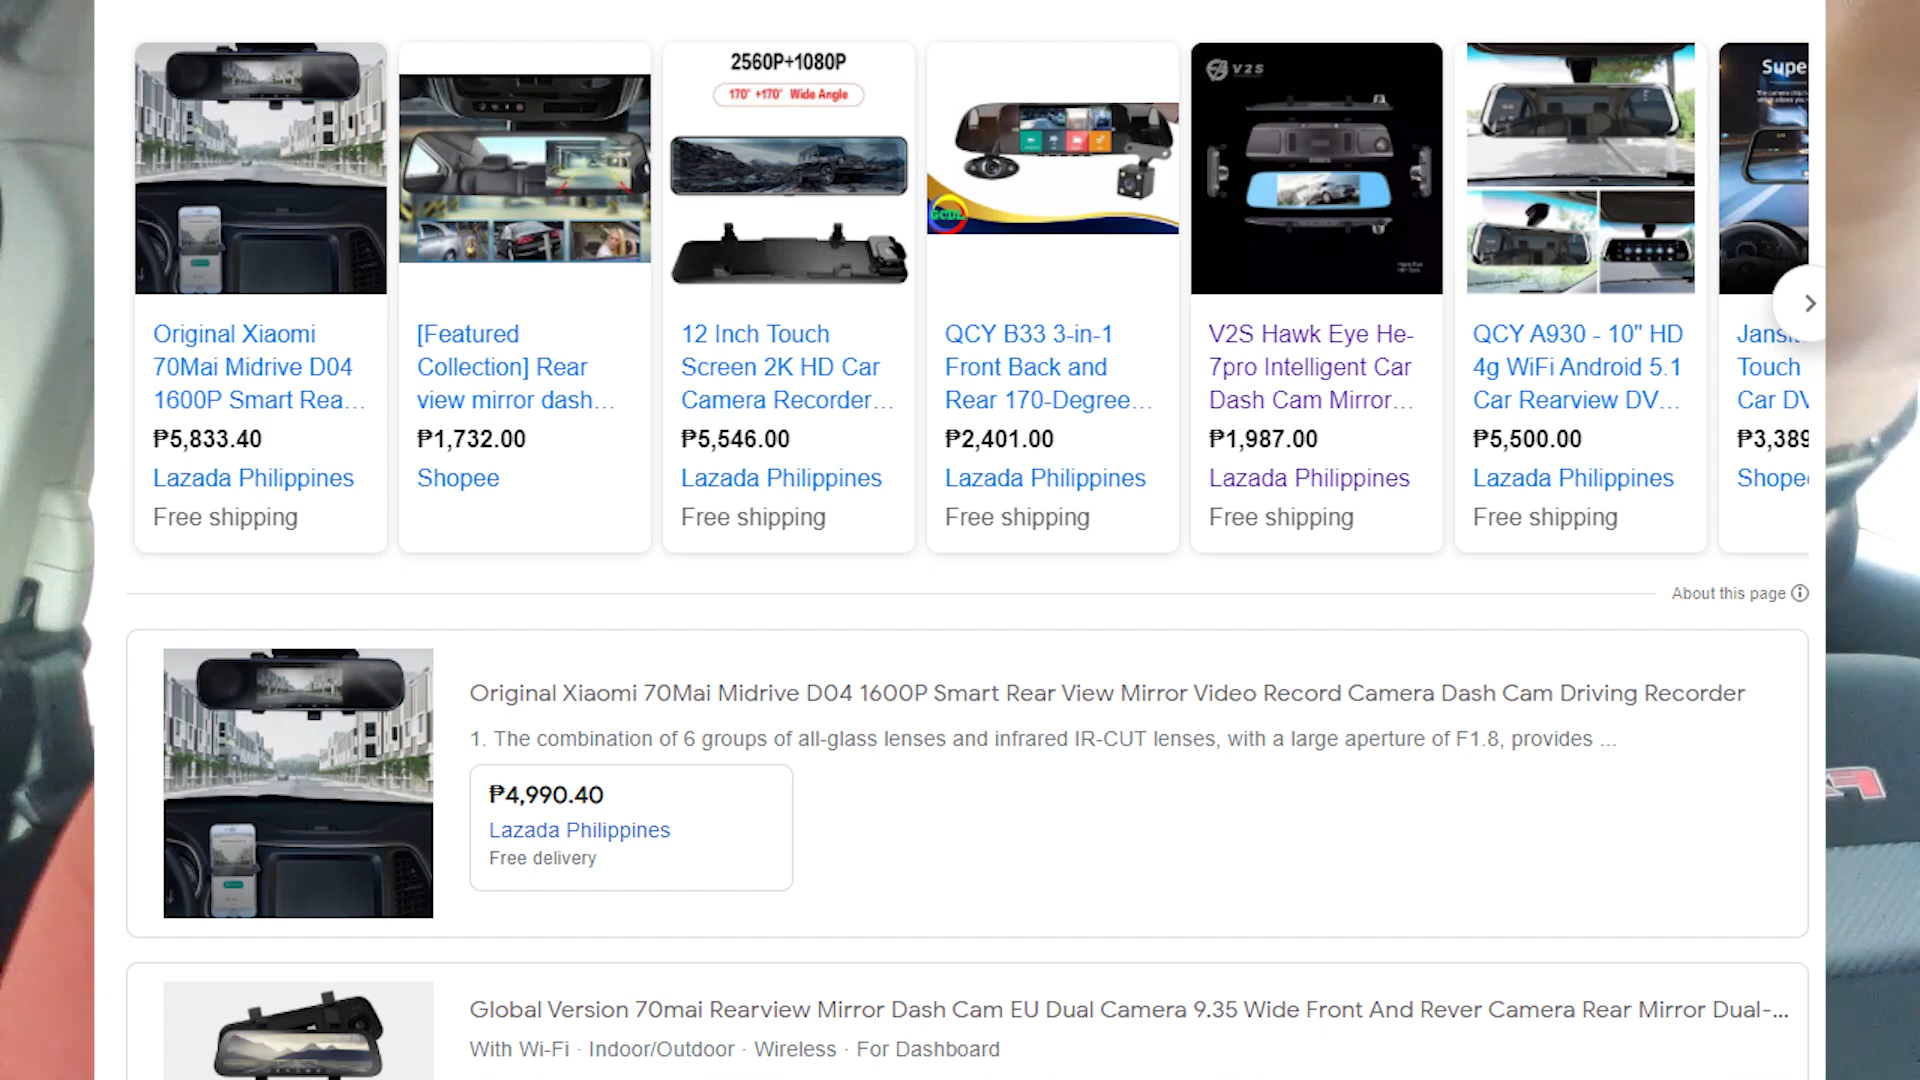 2560P+1080P
170° +170° Wide Angle
V2S
GCDL
Supe
Original Xiaomi
70Mai Midrive D04
1600P Smart Rea...
₱5,833.40
Lazada Philippines
Free shipping
[Featured
Collection] Rear
view mirror dash...
₱1,732.00
Shopee
12 Inch Touch
Screen 2K HD Car
Camera Recorder...
₱5,546.00
Lazada Philippines
Free shipping
QCY B33 3-in-1
Front Back and
Rear 170-Degree...
₱2,401.00
Lazada Philippines
Free shipping
V2S Hawk Eye He-
7pro Intelligent Car
Dash Cam Mirror...
₱1,987.00
Lazada Philippines
Free shipping
QCY A930 - 10" HD
4g WiFi Android 5.1
Car Rearview DV...
₱5,500.00
Lazada Philippines
Free shipping
Touch
Car DV
₱3,389
Shopee
About this page
Original Xiaomi 70Mai Midrive D04 1600P Smart Rear View Mirror Video Record Camera Dash Cam Driving Recorder
1. The combination of 6 groups of all-glass lenses and infrared IR-CUT lenses, with a large aperture of F1.8, provides ...
₱4,990.40
Lazada Philippines
Free delivery
Global Version 70mai Rearview Mirror Dash Cam EU Dual Camera 9.35 Wide Front And Rever Camera Rear Mirror Dual-...
With Wi-Fi · Indoor/Outdoor · Wireless · For Dashboard